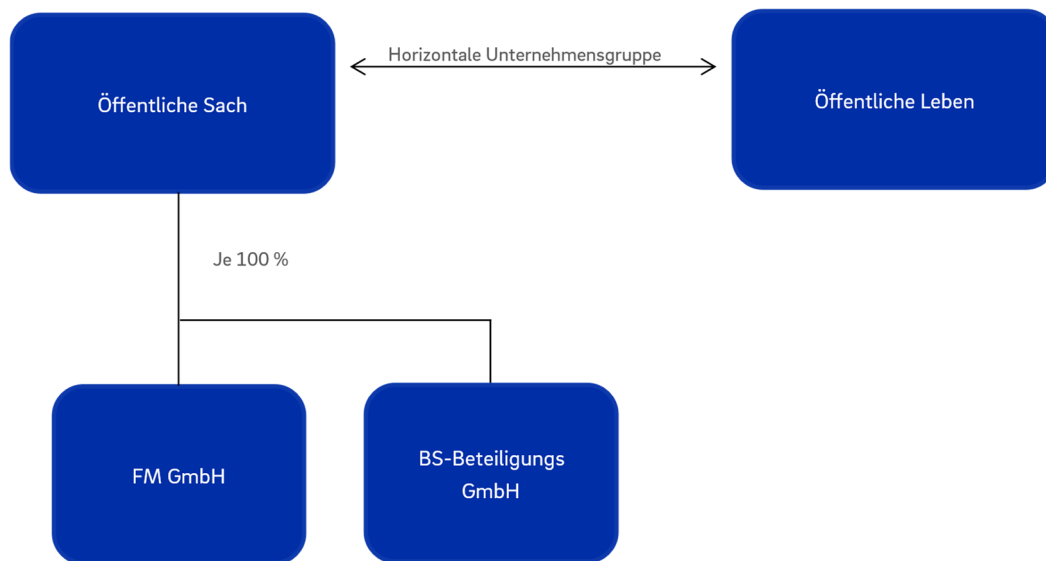 Horizontale Unternehmensgruppe
Öffentliche Sach
Öffentliche Leben
Je 100 %
FM GmbH
BS-Beteiligungs
GmbH